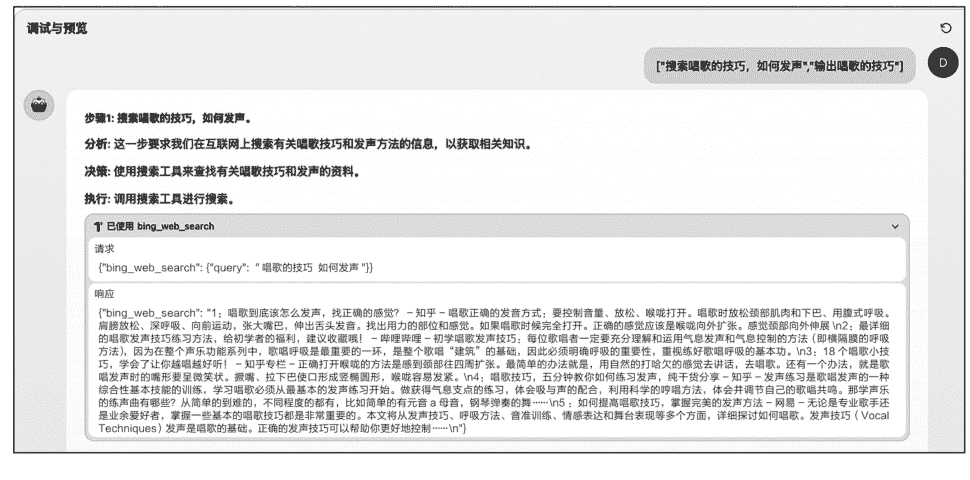 调试与预览
["搜索唱歌的技巧，如何发声","输出唱歌的技巧"]
D
步骤1: 搜索唱歌的技巧，如何发声。
分析: 这一步要求我们在互联网上搜索有关唱歌技巧和发声方法的信息，以获取相关知识。
决策: 使用搜索工具来查找有关唱歌技巧和发声的资料。
执行: 调用搜索工具进行搜索。
已使用 bing_web_search
请求
{"bing_web_search": {"query": "唱歌的技巧 如何发声"}}
响应
{"bing_web_search": "1；唱歌到底该怎么发声，找正确的感觉？－知乎－唱歌正确的发音方式；要控制音量、放松、喉咙打开。唱歌时放松颈部肌肉和下巴、用腹式呼吸。
肩膀放松、深呼吸、向前运动，张大嘴巴，伸出舌头发音。找出用力的部位和感觉。如果唱歌时候完全打开。正确的感觉应该是喉咙向外扩张。感觉颈部向外伸展 \n2；最详细
的唱歌发声技巧练习方法，给初学者的福利，建议收藏哦！－哔哩哔哩－初学唱歌发声技巧：每位歌唱者一定要充分理解和运用气息发声和气息控制的方法（即横隔膜的呼吸
方法），因为在整个声乐功能系列中，歌唱呼吸是最重要的一环，是整个歌唱“建筑”的基础，因此必须明确呼吸的重要性，重视练好歌唱呼吸的基本功。\n3；18 个唱歌小技
巧，学会了让你越唱越好听！－知乎专栏－正确打开喉咙的方法是感到颈部往四周扩张。最简单的办法就是，用自然的打哈欠的感觉去讲话，去唱歌。还有一个办法，就是歌
唱发声时的嘴形要呈微笑状。撅嘴、拉下巴使口形成竖椭圆形，喉咙容易发紧。\n4；唱歌技巧，五分钟教你如何练习发声，纯干货分享－知乎－发声练习是歌唱发声的一种
综合性基本技能的训练，学习唱歌必须从最基本的发声练习开始。做获得气息支点的练习，体会吸与声的配合，利用科学的哼唱方法，体会并调节自己的歌唱共鸣。那学声乐
的练声曲有哪些？从简单的到难的，不同程度的都有，比如简单的有元音 a 母音，钢琴弹奏的舞……\n5；如何提高唱歌技巧，掌握完美的发声方法－网易－无论是专业歌手还
是业余爱好者，掌握一些基本的唱歌技巧都是非常重要的。本文将从发声技巧、呼吸方法、音准训练、情感表达和舞台表现等多个方面，详细探讨如何唱歌。发声技巧（Vocal
Techniques）发声是唱歌的基础。正确的发声技巧可以帮助你更好地控制……\n"}